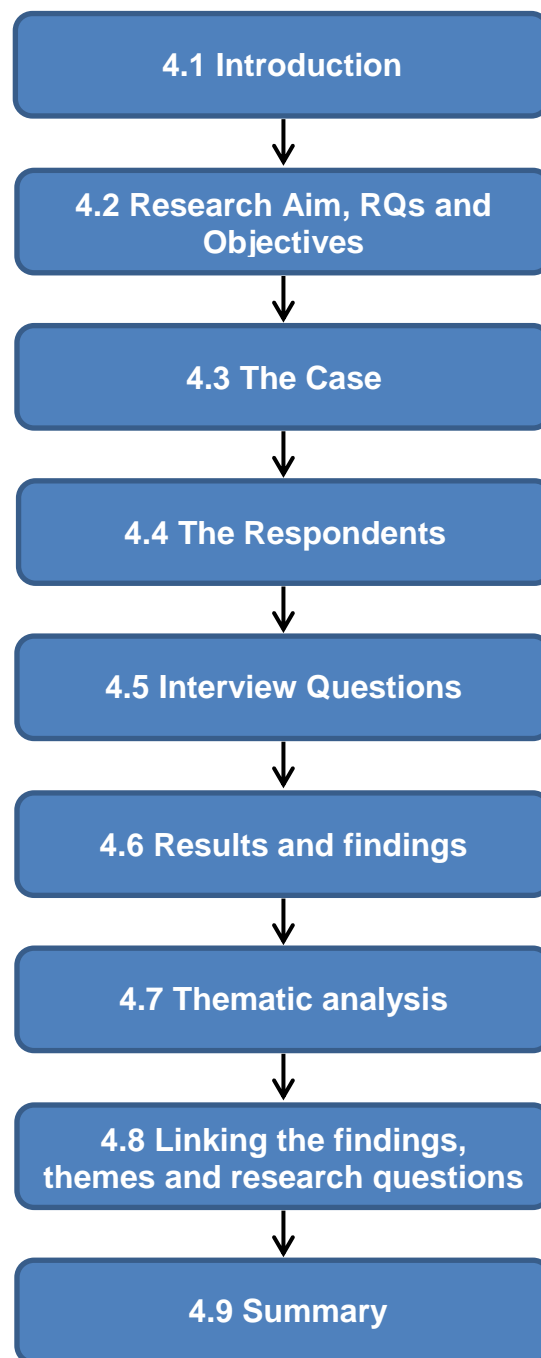 4.1 Introduction
4.2 Research Aim, RQs and
Objectives
4.3 The Case
4.4 The Respondents
4.5 Interview Questions
4.6 Results and findings
4.7 Thematic analysis
4.8 Linking the findings,
themes and research questions
4.9 Summary